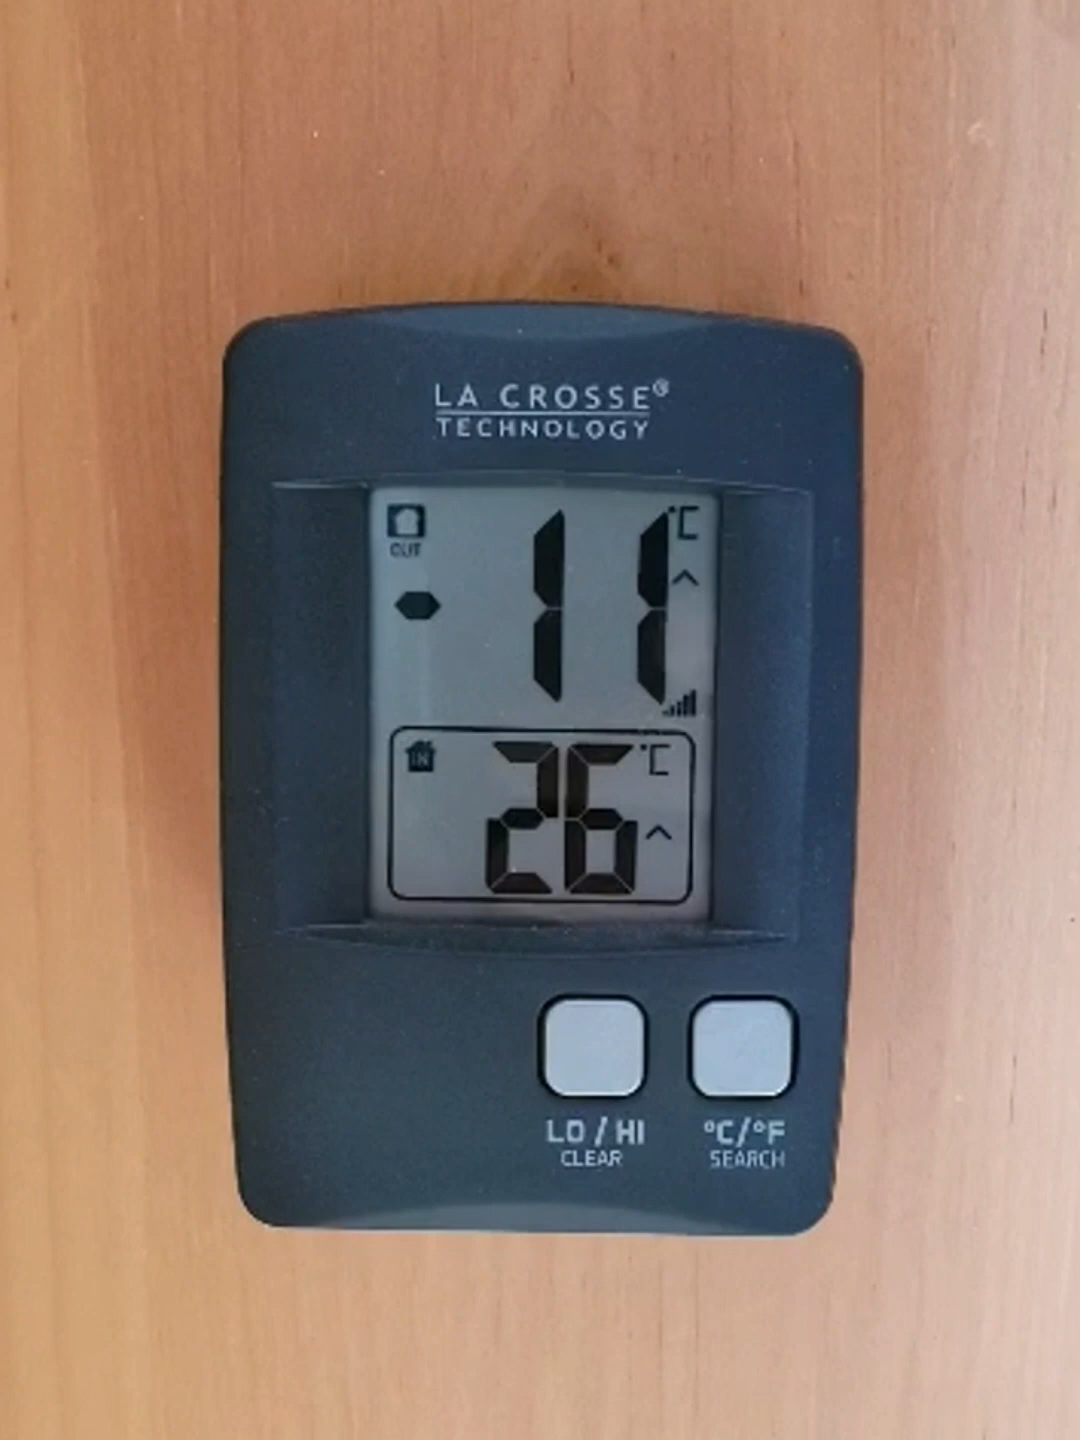 LA CROSSE®
TECHNOLOGY
OUT
-11 °C
IN
26 °C
LO / HI
CLEAR
°C/°F
SEARCH